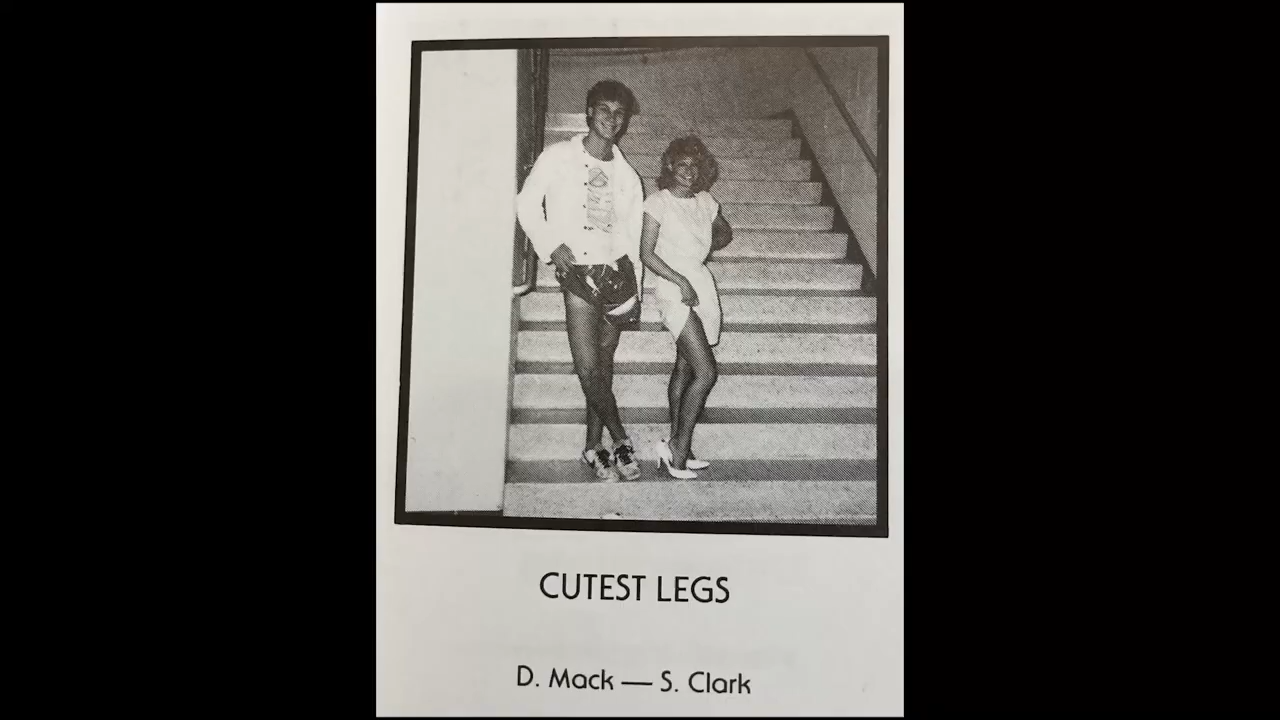 CUTEST LEGS
D. Mack — S. Clark